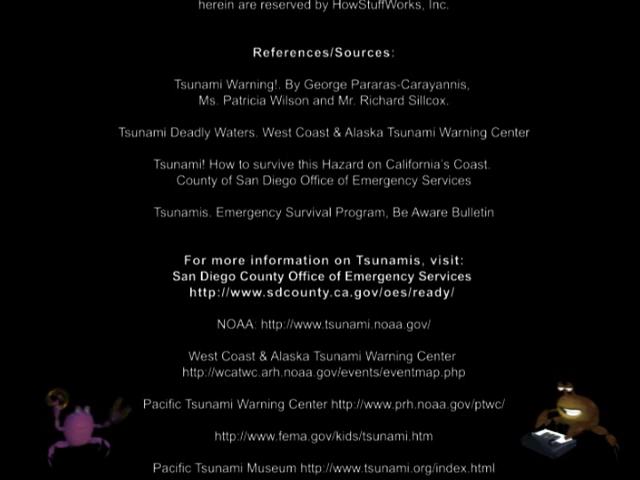 herein are reserved by HowStuffWorks, Inc.
References/Sources:
Tsunami Warning!. By George Pararas-Carayannis,
Ms. Patricia Wilson and Mr. Richard Sillcox.
Tsunami Deadly Waters. West Coast & Alaska Tsunami Warning Center
Tsunami! How to survive this Hazard on California's Coast.
County of San Diego Office of Emergency Services
Tsunamis. Emergency Survival Program, Be Aware Bulletin
For more information on Tsunamis, visit:
San Diego County Office of Emergency Services
http://www.sdcounty.ca.gov/oes/ready/
NOAA: http://www.tsunami.noaa.gov/
West Coast & Alaska Tsunami Warning Center
http://wcatwc.arh.noaa.gov/events/eventmap.php
Pacific Tsunami Warning Center http://www.prh.noaa.gov/ptwc/
http://www.fema.gov/kids/tsunami.htm
Pacific Tsunami Museum http://www.tsunami.org/index.html